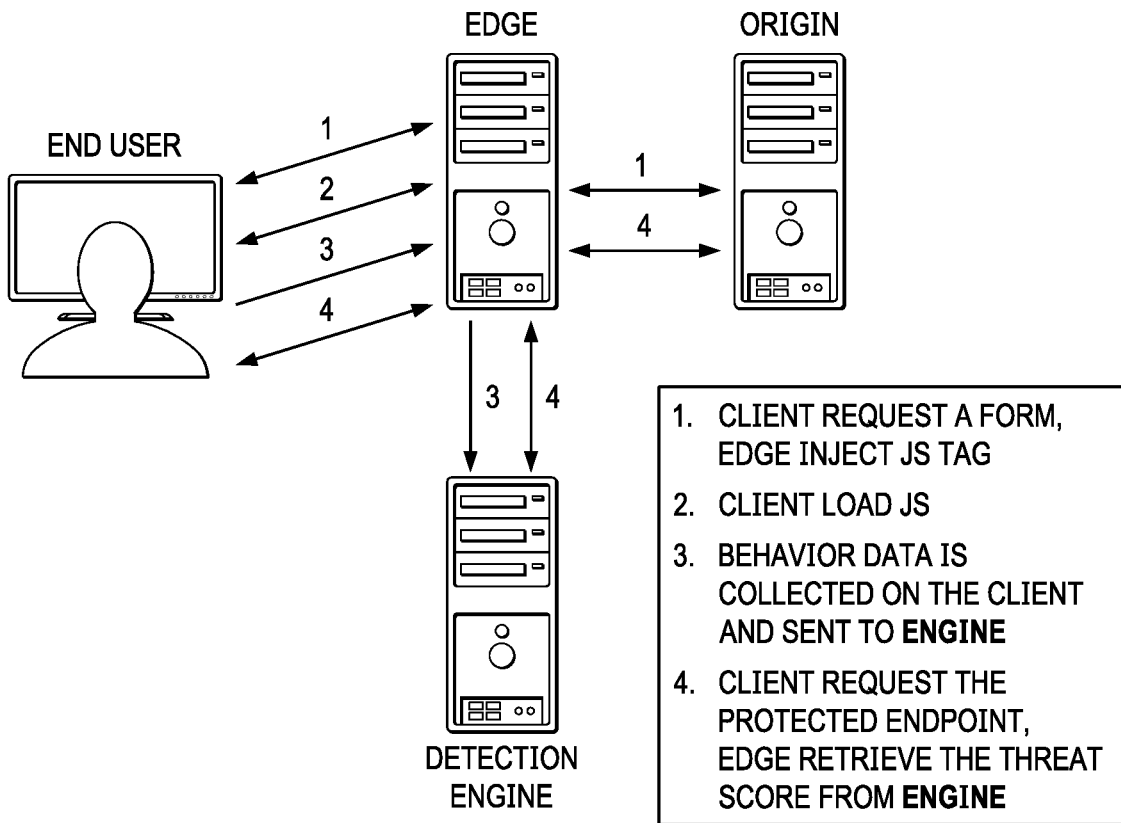 EDGE
ORIGIN
END USER
1
2
3
4
1
4
3
4
DETECTION
ENGINE
1. CLIENT REQUEST A FORM,
EDGE INJECT JS TAG
2. CLIENT LOAD JS
3. BEHAVIOR DATA IS
COLLECTED ON THE CLIENT
AND SENT TO ENGINE
4. CLIENT REQUEST THE
PROTECTED ENDPOINT,
EDGE RETRIEVE THE THREAT
SCORE FROM ENGINE